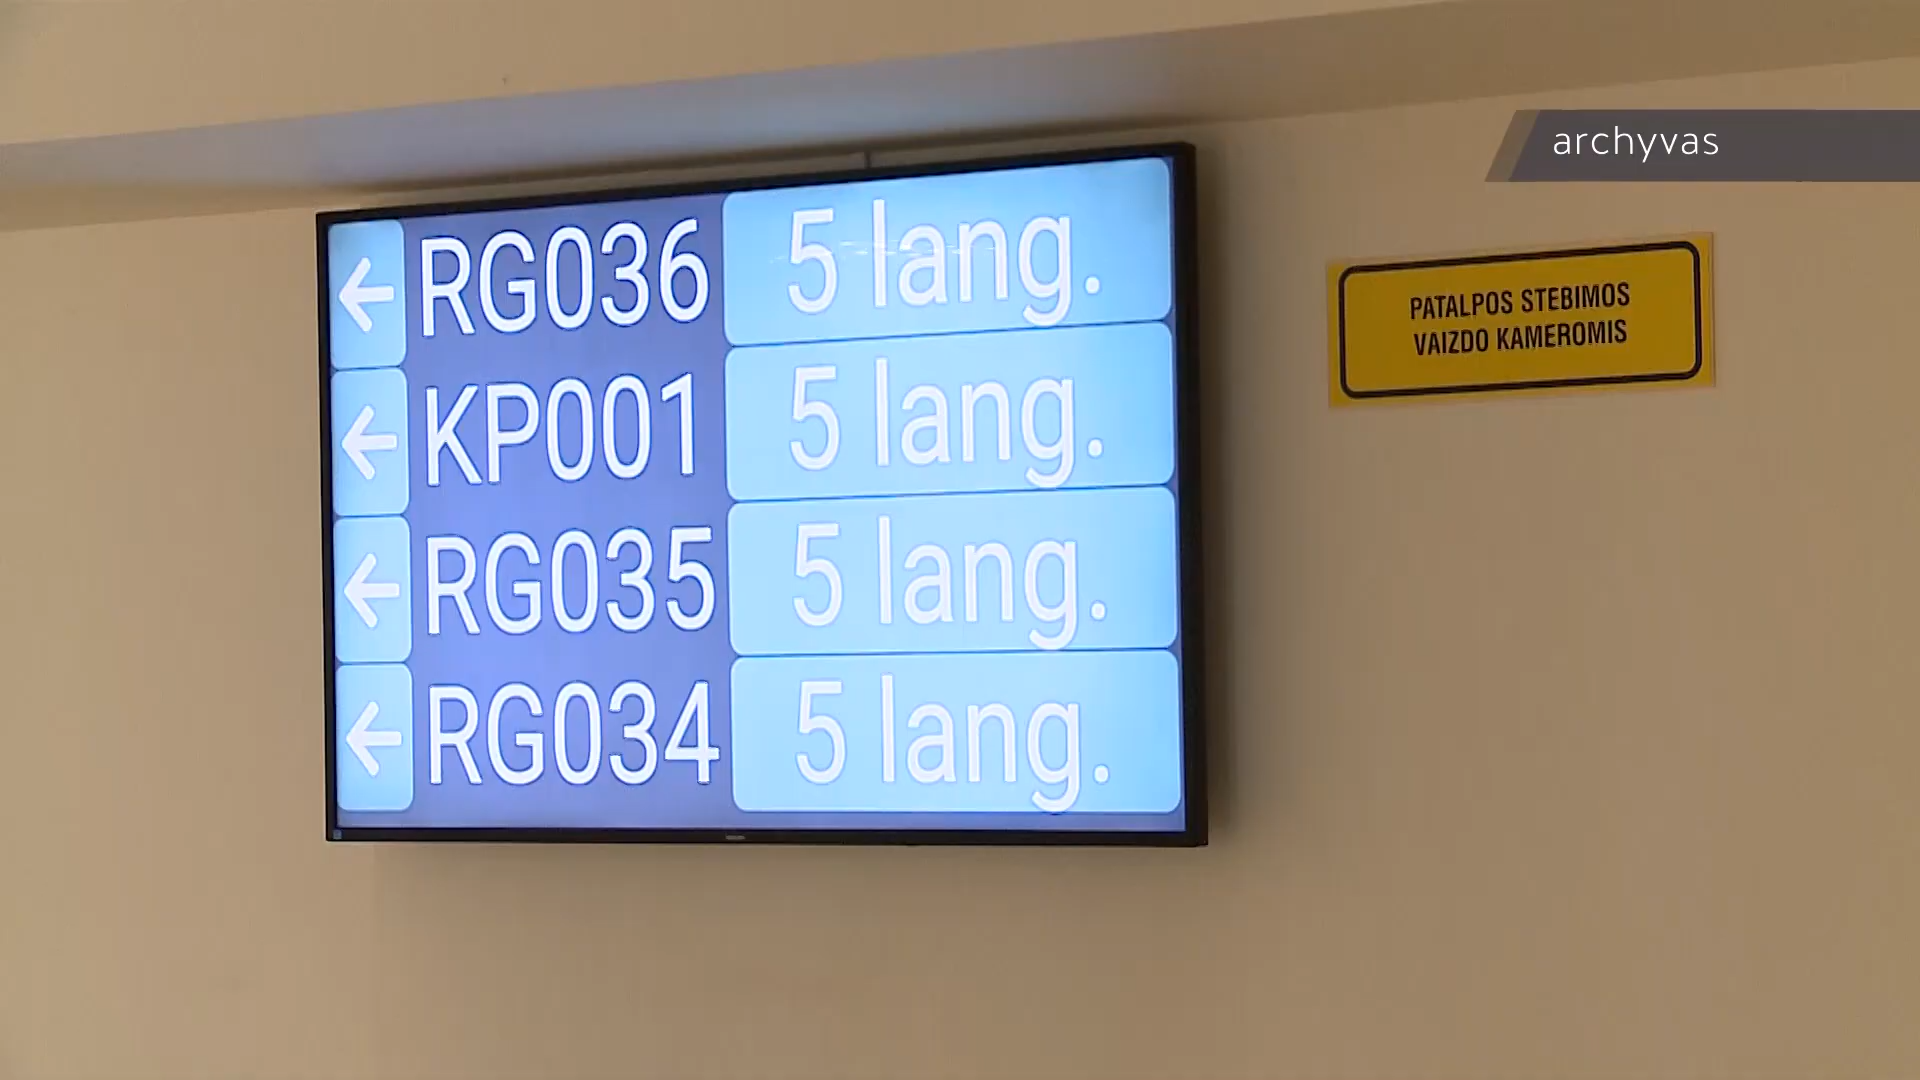 archyvas
← RG036 5 lang.
← KP001 5 lang.
← RG035 5 lang.
← RG034 5 lang.
PATALPOS STEBIMOS
VAIZDO KAMEROMIS